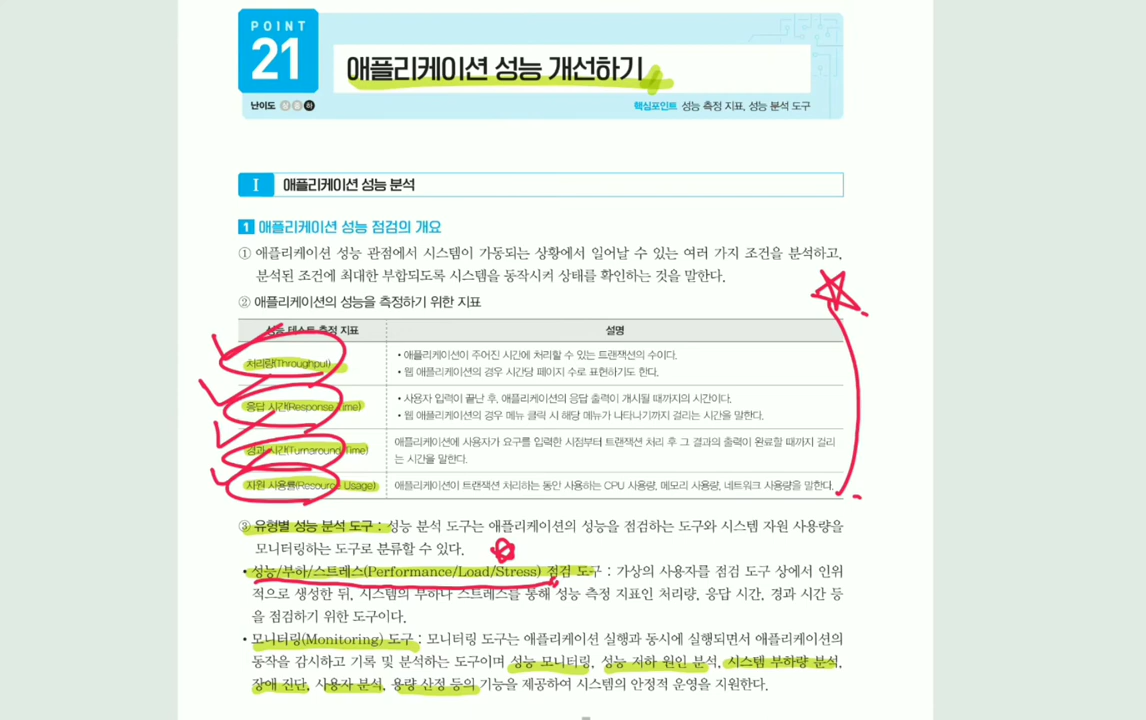 POINT
21
애플리케이션 성능 개선하기
난이도 상 중 하
핵심포인트 성능 측정 지표, 성능 분석 도구
I 애플리케이션 성능 분석
1 애플리케이션 성능 점검의 개요
① 애플리케이션 성능 관점에서 시스템이 가동되는 상황에서 일어날 수 있는 여러 가지 조건을 분석하고,
분석된 조건에 최대한 부합되도록 시스템을 동작시켜 상태를 확인하는 것을 말한다.
② 애플리케이션의 성능을 측정하기 위한 지표
성능 테스트 측정 지표 설명
처리량(Throughput)
• 애플리케이션이 주어진 시간에 처리할 수 있는 트랜잭션의 수이다.
• 웹 애플리케이션의 경우 시간당 페이지 수로 표현하기도 한다.
응답 시간(Response Time)
• 사용자 입력이 끝난 후, 애플리케이션의 응답 출력이 개시될 때까지의 시간이다.
• 웹 애플리케이션의 경우 메뉴 클릭 시 해당 메뉴가 나타나기까지 걸리는 시간을 말한다.
경과 시간(Turnaround Time)
애플리케이션에 사용자가 요구를 입력한 시점부터 트랜잭션 처리 후 그 결과의 출력이 완료할 때까지 걸리
는 시간을 말한다.
자원 사용률(Resource Usage)
애플리케이션이 트랜잭션 처리하는 동안 사용하는 CPU 사용량, 메모리 사용량, 네트워크 사용량을 말한다.
③ 유형별 성능 분석 도구 : 성능 분석 도구는 애플리케이션의 성능을 점검하는 도구와 시스템 자원 사용량을
모니터링하는 도구로 분류할 수 있다.
• 성능/부하/스트레스(Performance/Load/Stress) 점검 도구 : 가상의 사용자를 점검 도구 상에서 인위
적으로 생성한 뒤, 시스템의 부하나 스트레스를 통해 성능 측정 지표인 처리량, 응답 시간, 경과 시간 등
을 점검하기 위한 도구이다.
• 모니터링(Monitoring) 도구 : 모니터링 도구는 애플리케이션 실행과 동시에 실행되면서 애플리케이션의
동작을 감시하고 기록 및 분석하는 도구이며 성능 모니터링, 성능 저하 원인 분석, 시스템 부하량 분석,
장애 진단, 사용자 분석, 용량 산정 등의 기능을 제공하여 시스템의 안정적 운영을 지원한다.